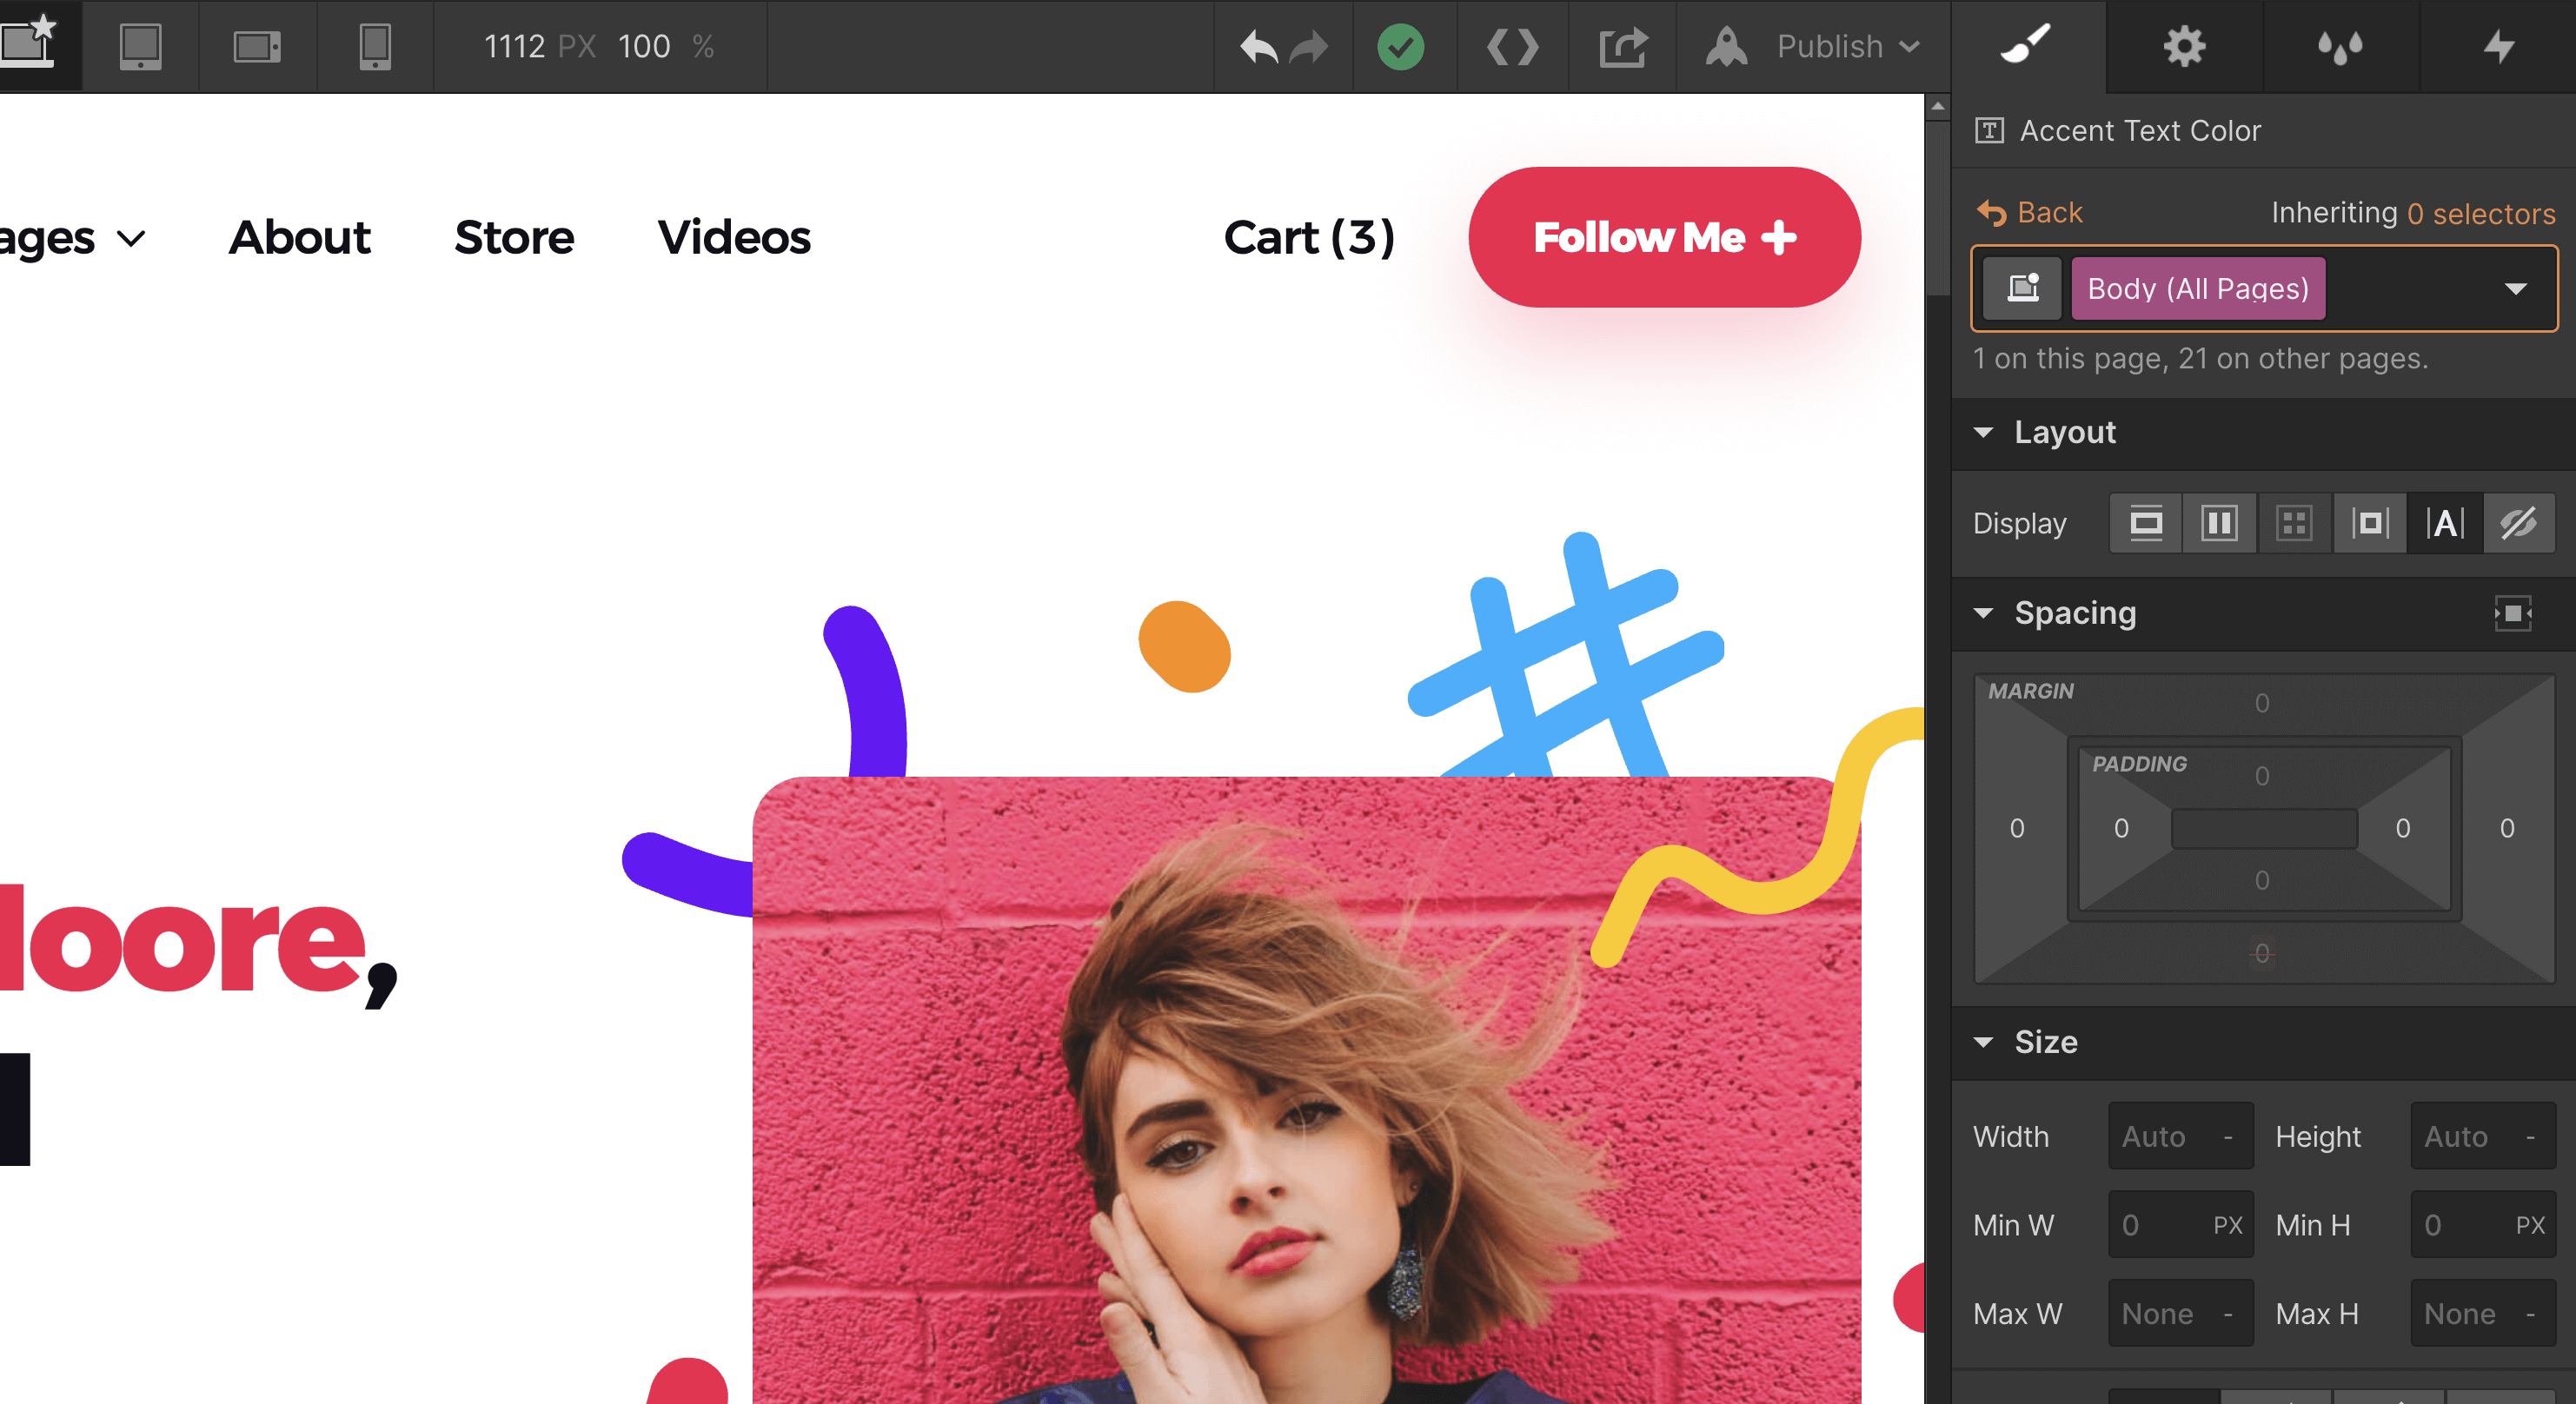 1112 PX 100 %
Publish
Accent Text Color
Back
Inheriting 0 selectors
Body (All Pages)
1 on this page, 21 on other pages.
ages
About
Store
Videos
Cart (3)
Follow Me +
oore,
Layout
Display
A
Spacing
MARGIN
0
PADDING
0
0
0
0
0
0
0
Size
Width
Auto -
Height
Auto -
Min W
0 PX
Min H
0 PX
Max W
None -
Max H
None -